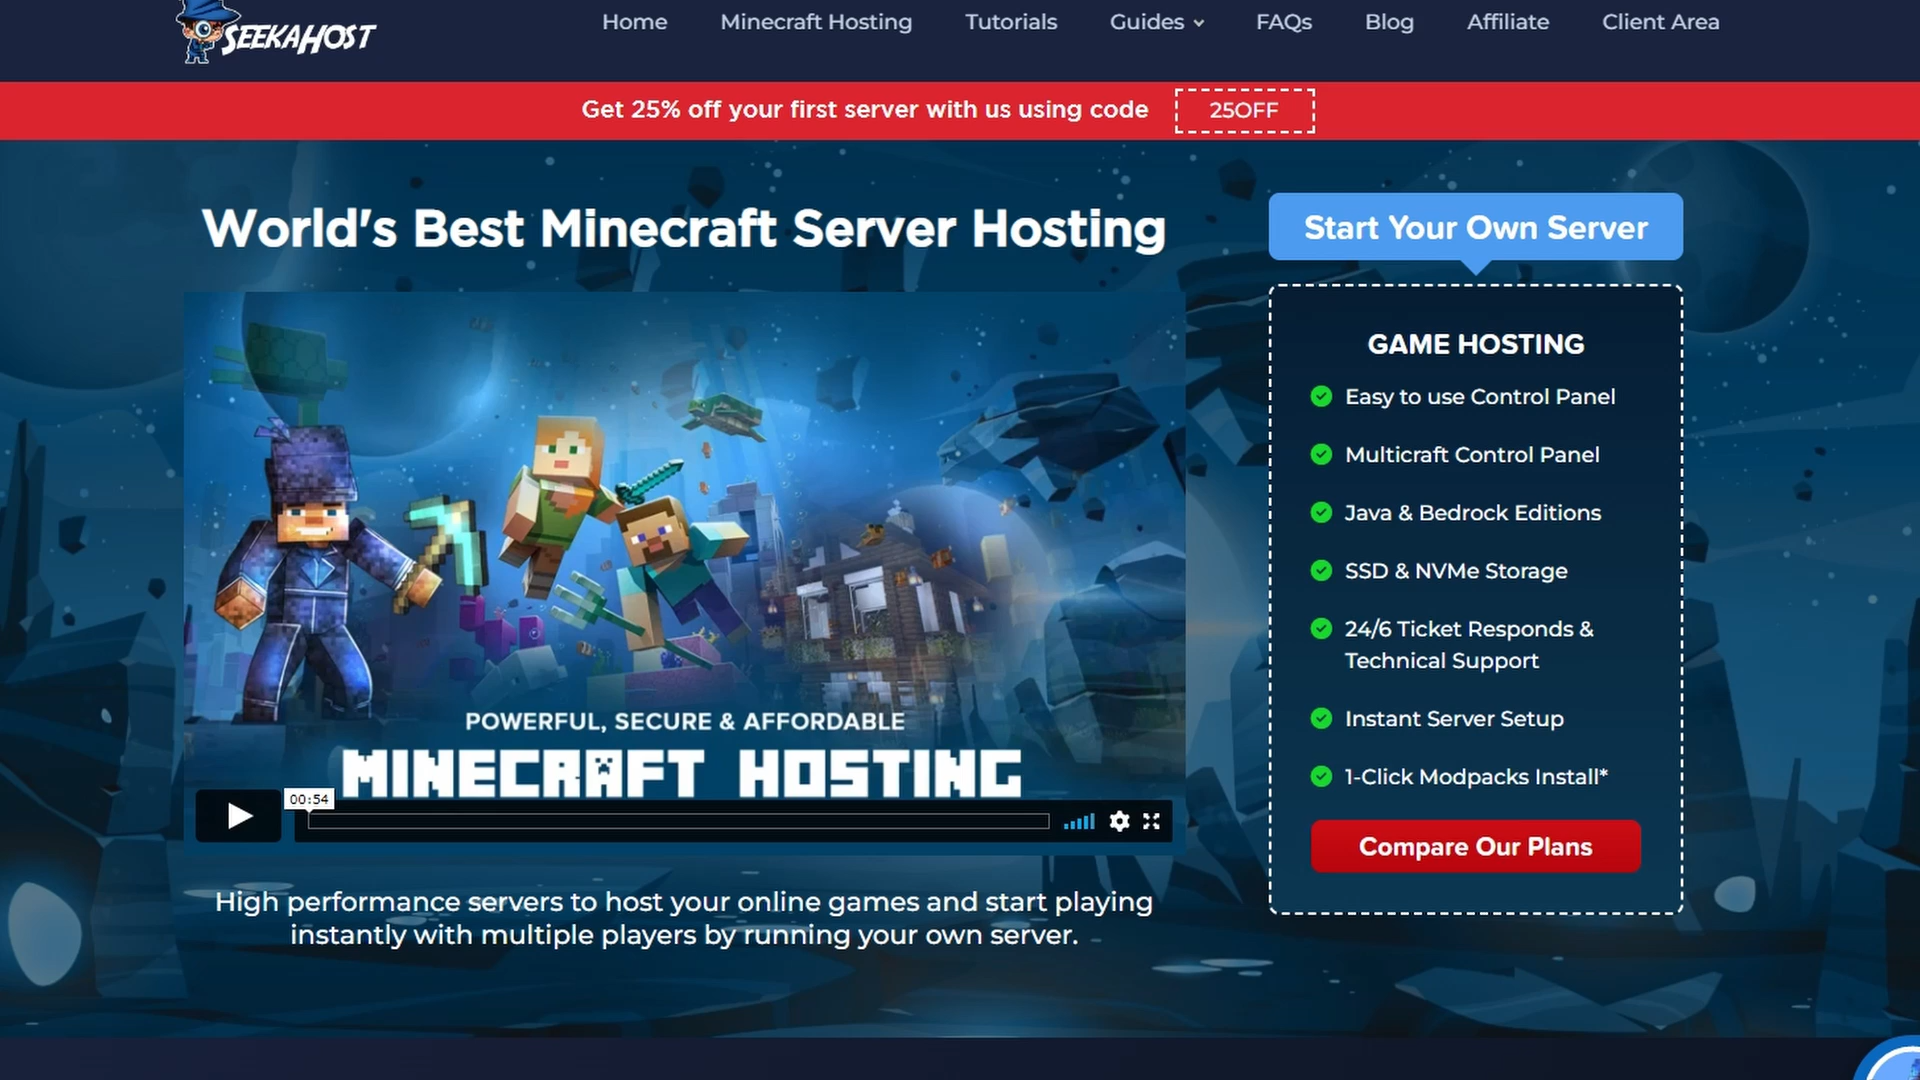 SEEKAHOST
Home
Minecraft Hosting
Tutorials
Guides
FAQs
Blog
Affiliate
Client Area
Get 25% off your first server with us using code
25OFF
World's Best Minecraft Server Hosting
POWERFUL, SECURE & AFFORDABLE
MINECRAFT HOSTING
00:54
High performance servers to host your online games and start playing
instantly with multiple players by running your own server.
Start Your Own Server
GAME HOSTING
Easy to use Control Panel
Multicraft Control Panel
Java & Bedrock Editions
SSD & NVMe Storage
24/6 Ticket Responds &
Technical Support
Instant Server Setup
1-Click Modpacks Install*
Compare Our Plans